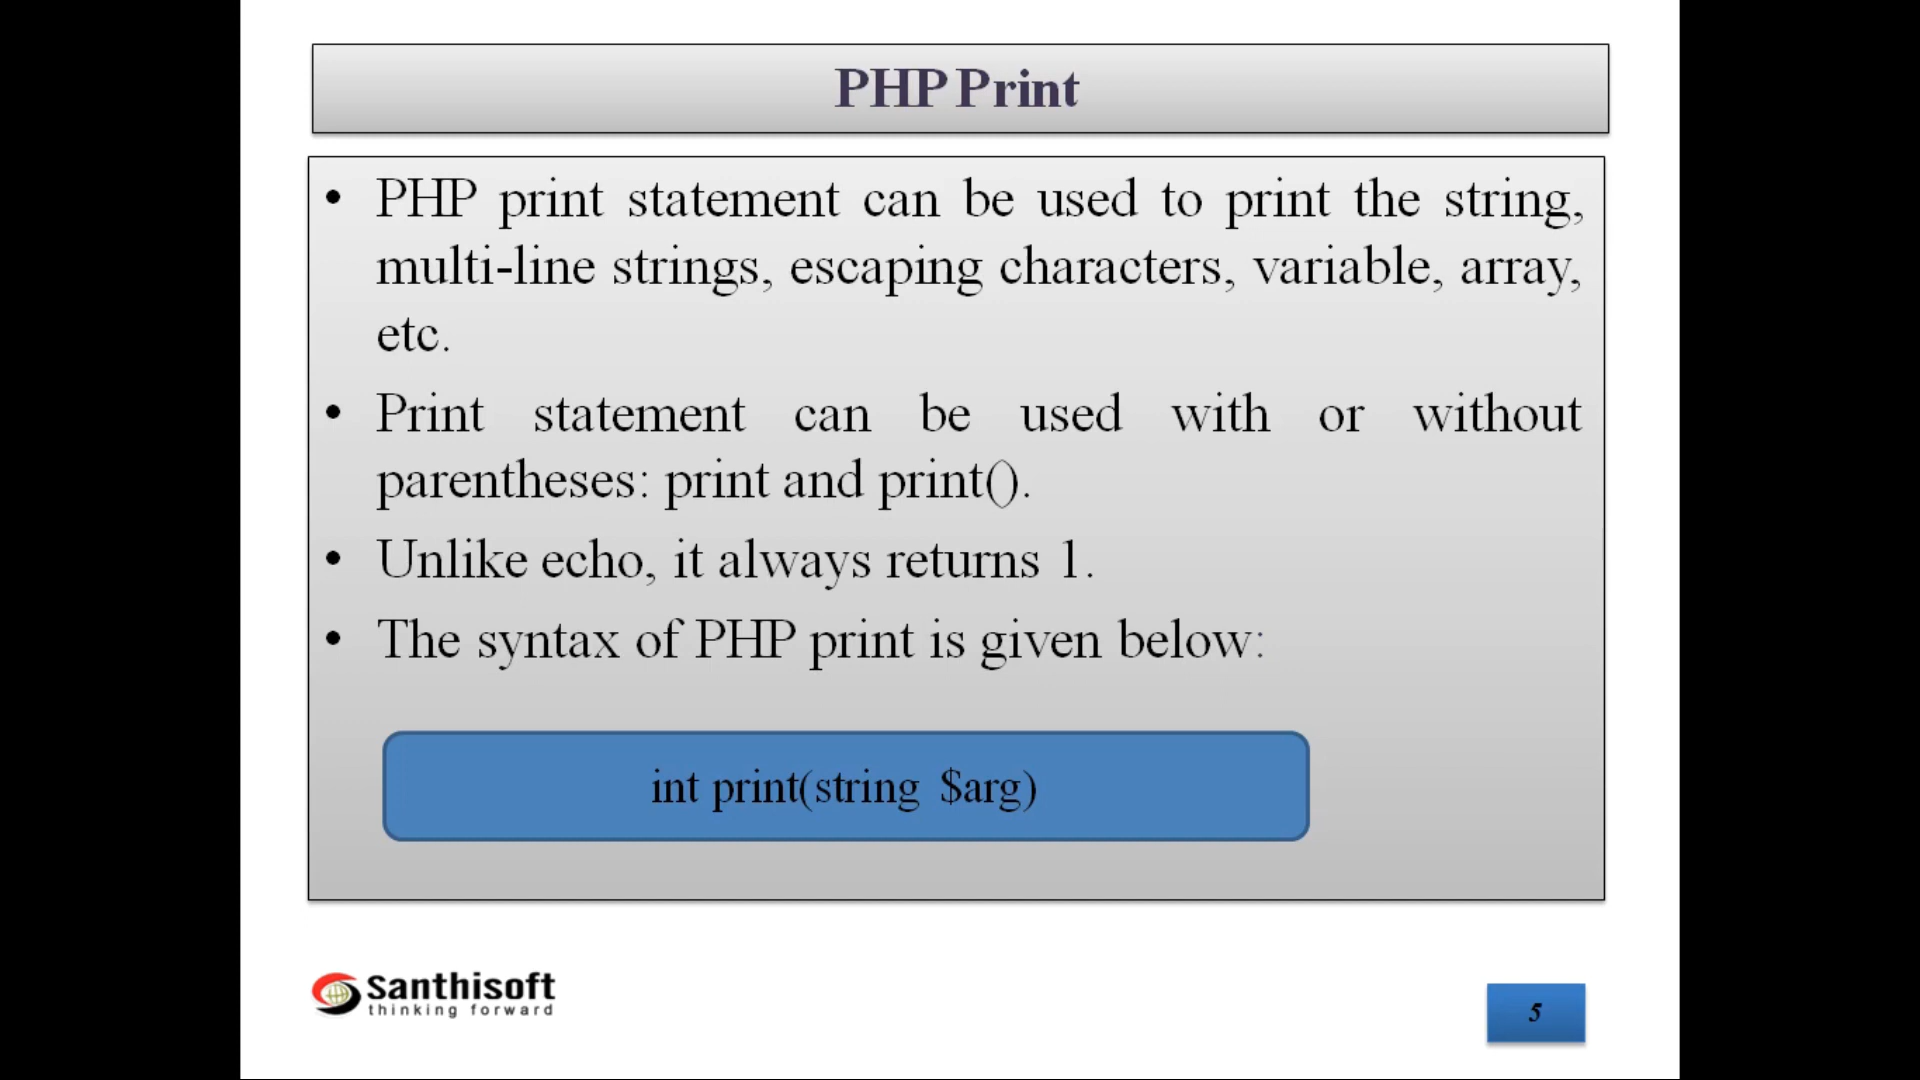 PHP Print
• PHP print statement can be used to print the string,
multi-line strings, escaping characters, variable, array,
etc.
• Print statement can be used with or without
parentheses: print and print().
• Unlike echo, it always returns 1.
• The syntax of PHP print is given below:
int print(string $arg)
Santhisoft
thinking forward
5